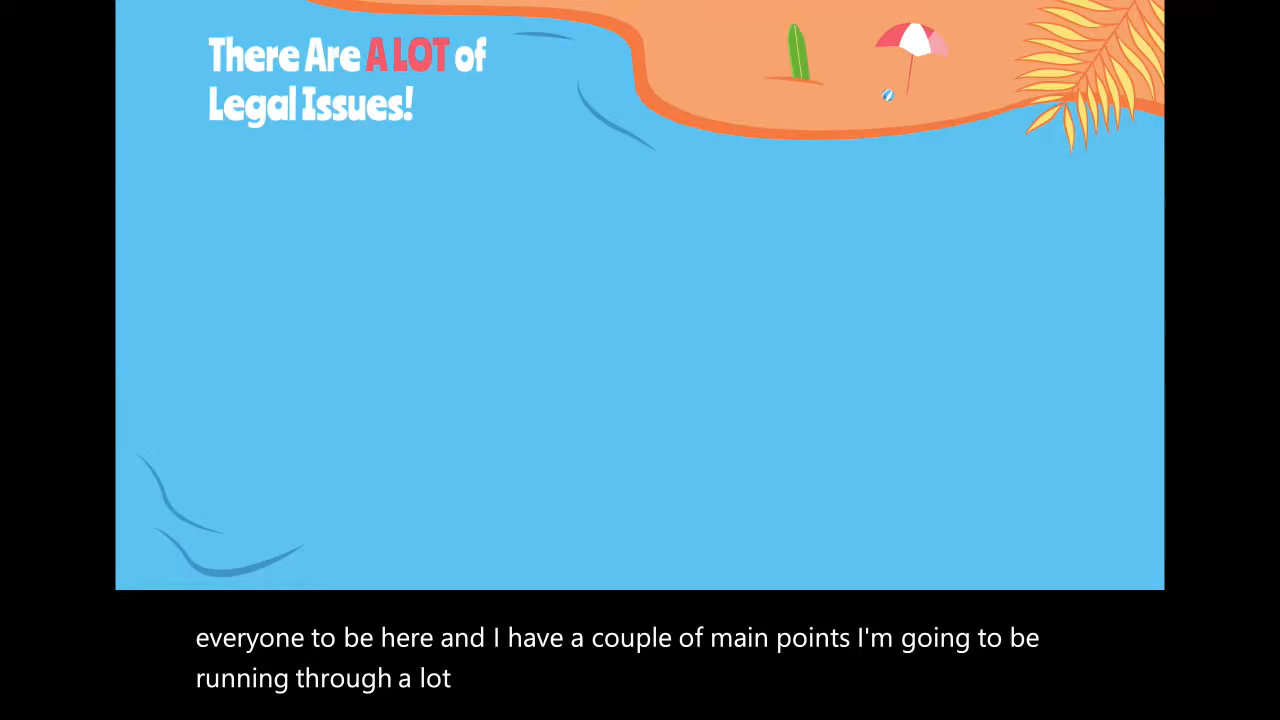 There Are A LOT of
Legal Issues!
everyone to be here and I have a couple of main points I'm going to be
running through a lot